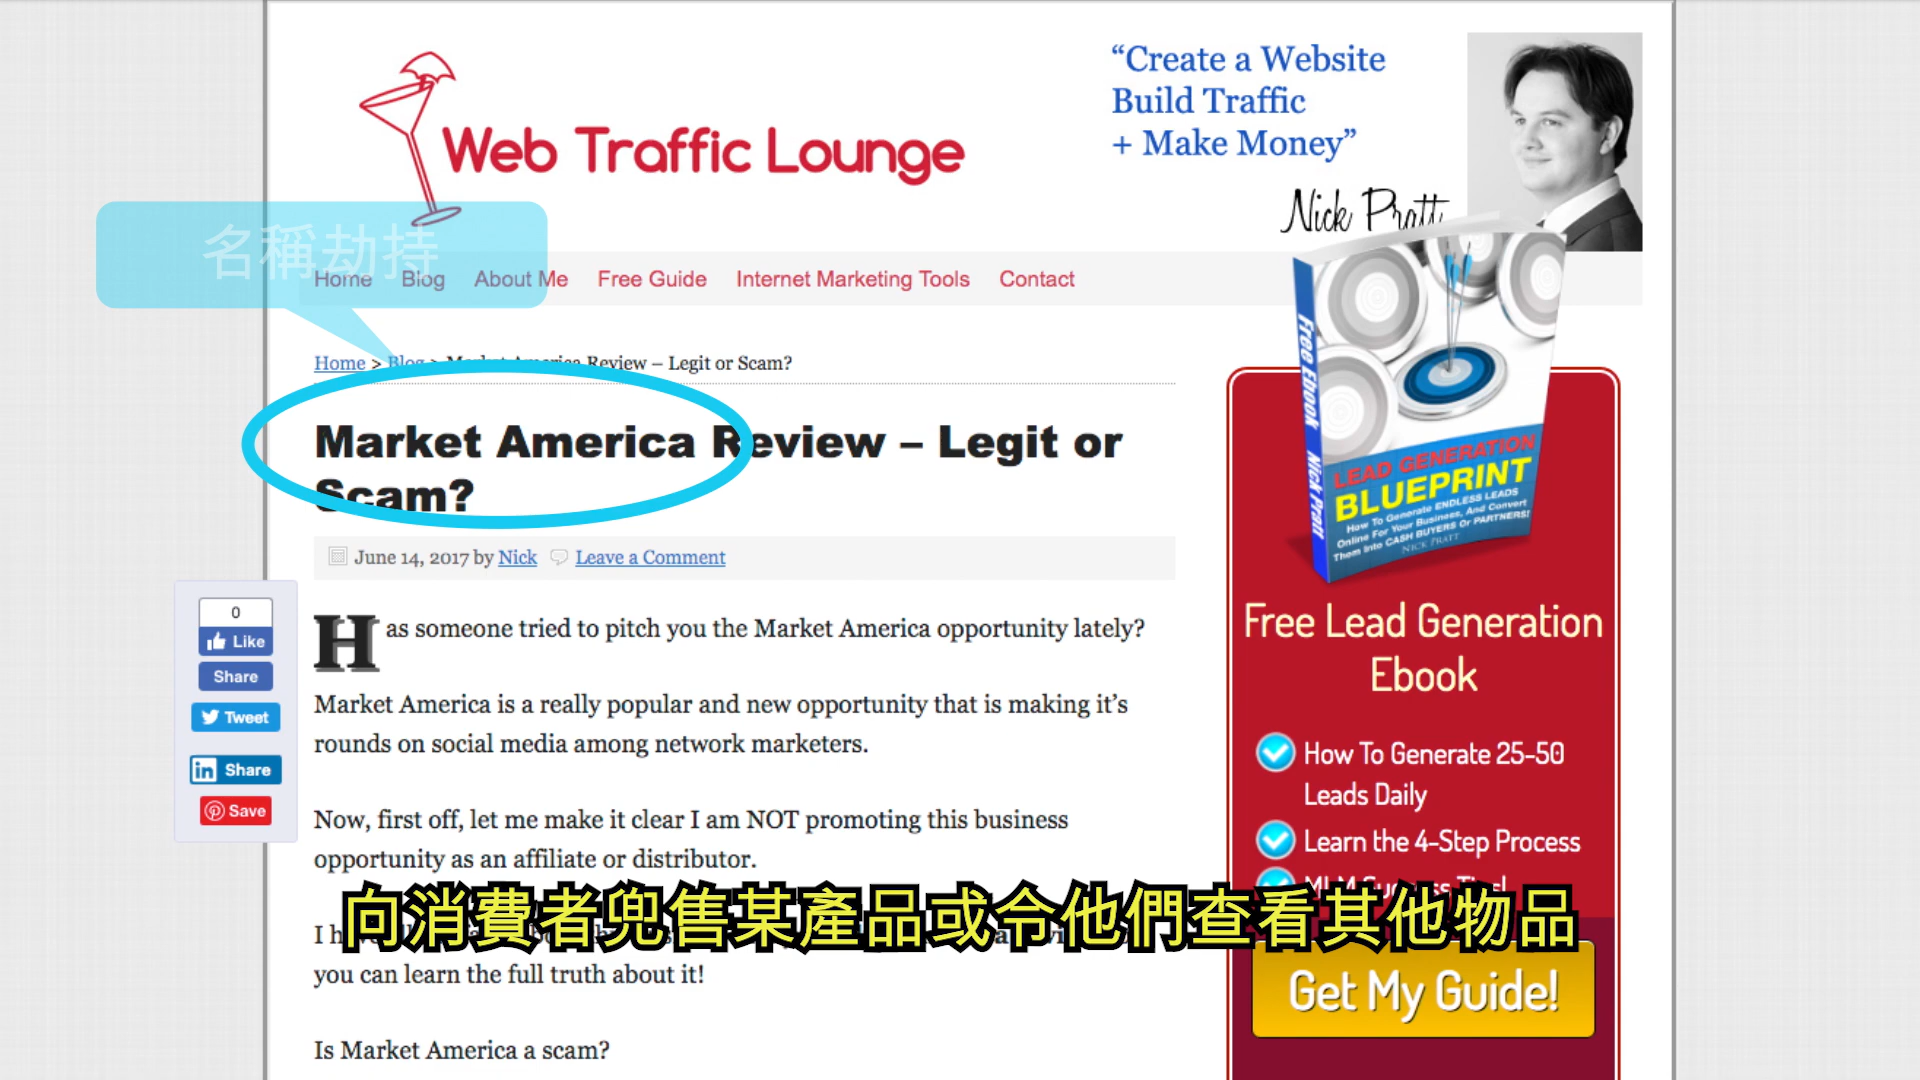 Web Traffic Lounge
“Create a Website
Build Traffic
+ Make Money”
Nick Pratt
名稱劫持
Home Blog About Me Free Guide Internet Marketing Tools Contact
Home > Blog > Market America Review – Legit or Scam?
Market America Review – Legit or
Scam?
June 14, 2017 by Nick Leave a Comment
0
Like
Share
Tweet
Share
Save
Has someone tried to pitch you the Market America opportunity lately?
Market America is a really popular and new opportunity that is making it’s
rounds on social media among network marketers.
Now, first off, let me make it clear I am NOT promoting this business
opportunity as an affiliate or distributor.
I
you can learn the full truth about it!
Is Market America a scam?
Free Ebook Nick Pratt
LEAD GENERATION
BLUEPRINT
How To Generate ENDLESS LEADS
Online For Your Business, And Convert
Them Into CASH BUYERS Or PARTNERS!
NICK PRATT
Free Lead Generation
Ebook
How To Generate 25-50
Leads Daily
Learn the 4-Step Process
MLM Success Tips!
Get My Guide!
向消費者兜售某產品或令他們查看其他物品